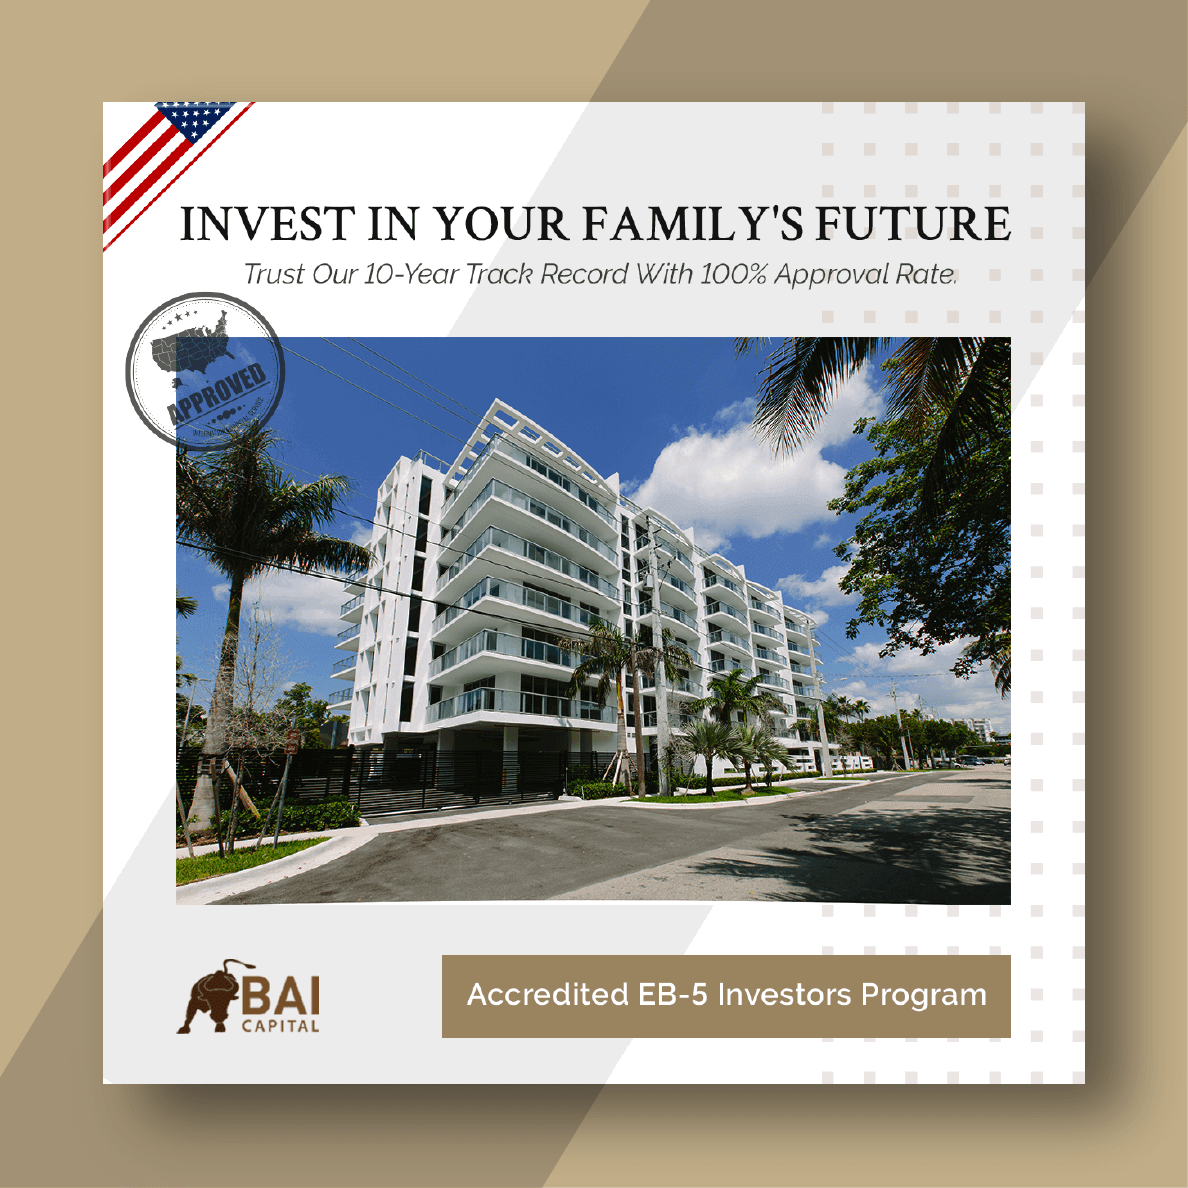 INVEST IN YOUR FAMILY'S FUTURE
Trust Our 10-Year Track Record With 100% Approval Rate.
APPROVED
BAI
CAPITAL
Accredited EB-5 Investors Program